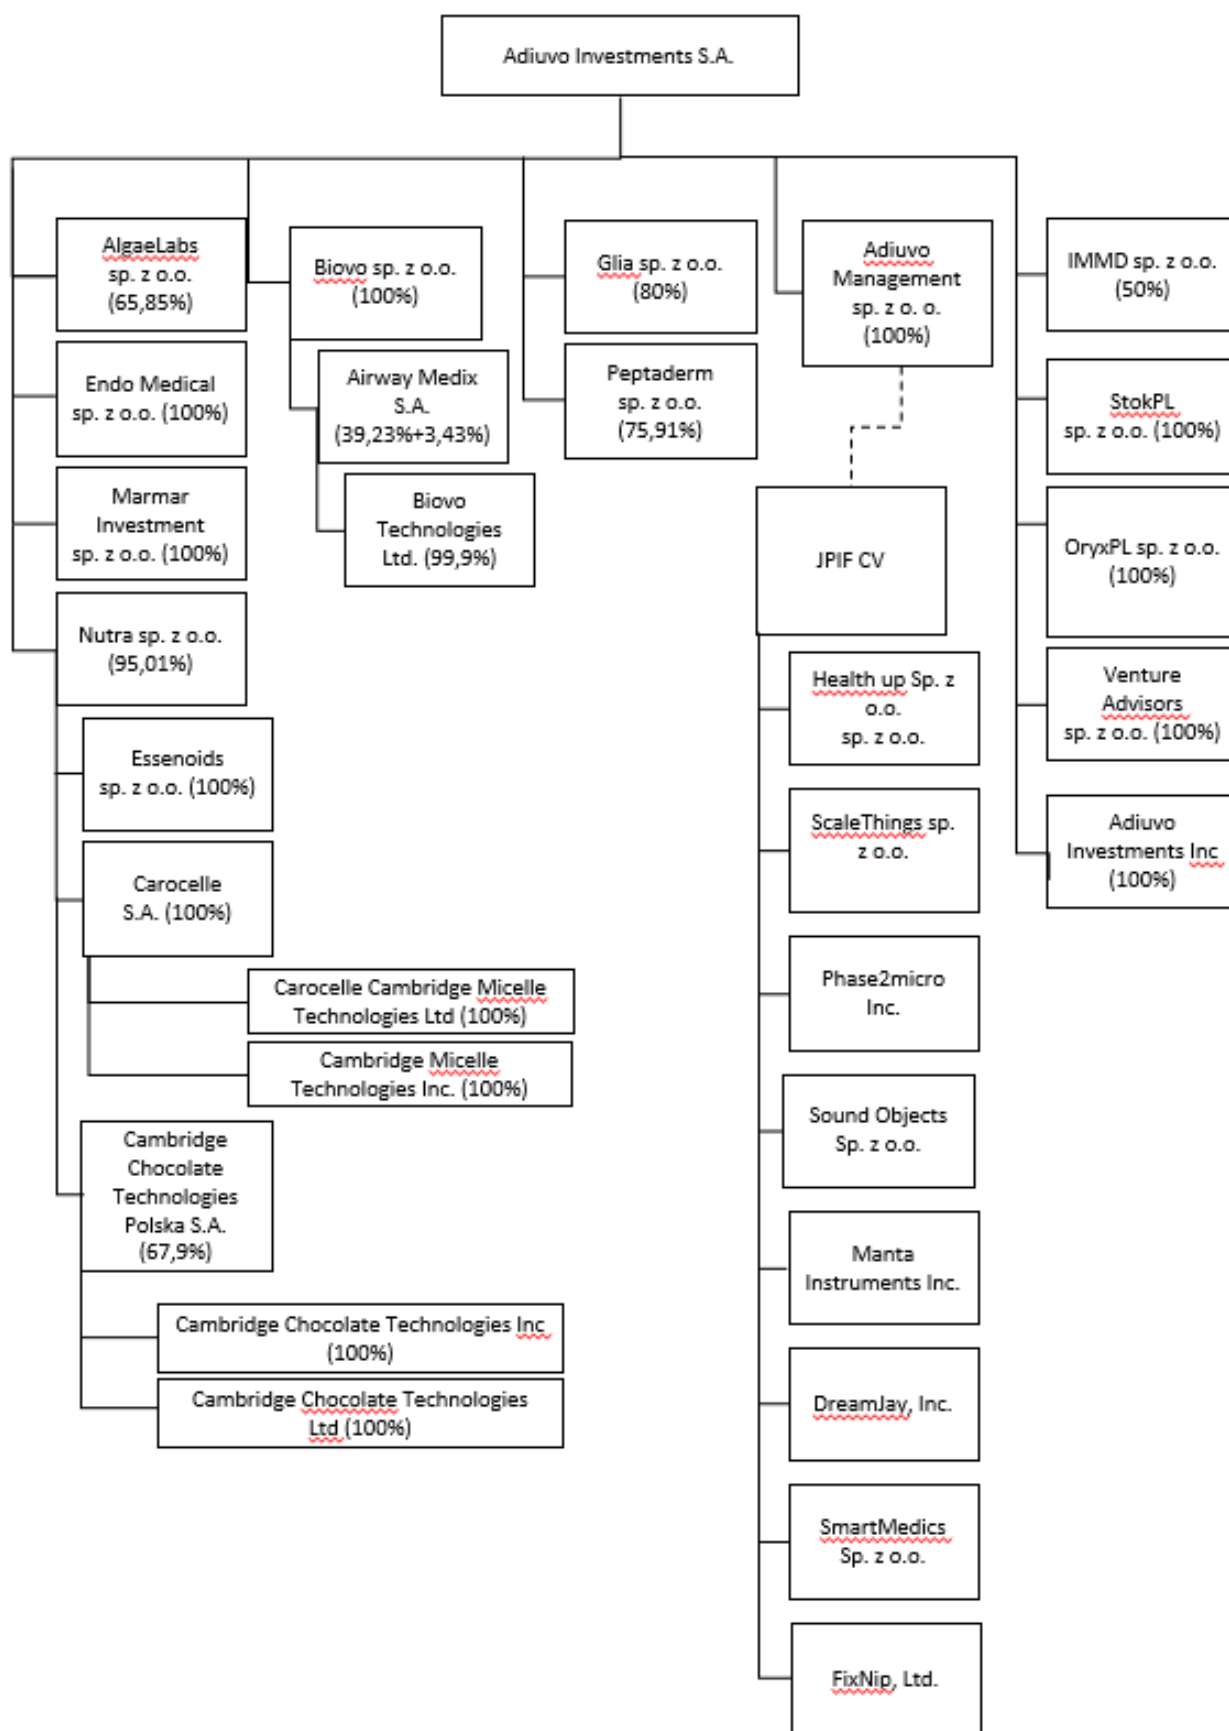 Adiuvo Investments S.A.
AlgaeLabs
sp. z o.o.
(65,85%)
Endo Medical
sp. z o.o. (100%)
Marmar
Investment
sp. z o.o. (100%)
Nutra sp. z o.o.
(95,01%)
Essenoids
sp. z o.o. (100%)
Carocelle
S.A. (100%)
Carocelle Cambridge Micelle
Technologies Ltd (100%)
Cambridge Micelle
Technologies Inc. (100%)
Cambridge
Chocolate
Technologies
Polska S.A.
(67,9%)
Cambridge Chocolate Technologies Inc
(100%)
Cambridge Chocolate Technologies
Ltd (100%)
Biovo sp. z o.o.
(100%)
Airway Medix
S.A.
(39,23%+3,43%)
Biovo
Technologies
Ltd. (99,9%)
Glia sp. z o.o.
(80%)
Peptaderm
sp. z o.o.
(75,91%)
Adiuvo
Management
sp. z o. o.
(100%)
JPIF CV
Health up Sp. z
o.o.
sp. z o.o.
ScaleThings sp.
z o.o.
Phase2micro
Inc.
Sound Objects
Sp. z o.o.
Manta
Instruments Inc.
DreamJay, Inc.
SmartMedics
Sp. z o.o.
FixNip, Ltd.
IMMD sp. z o.o.
(50%)
StokPL
sp. z o.o. (100%)
OryxPL sp. z o.o.
(100%)
Venture
Advisors
sp. z o.o. (100%)
Adiuvo
Investments Inc
(100%)